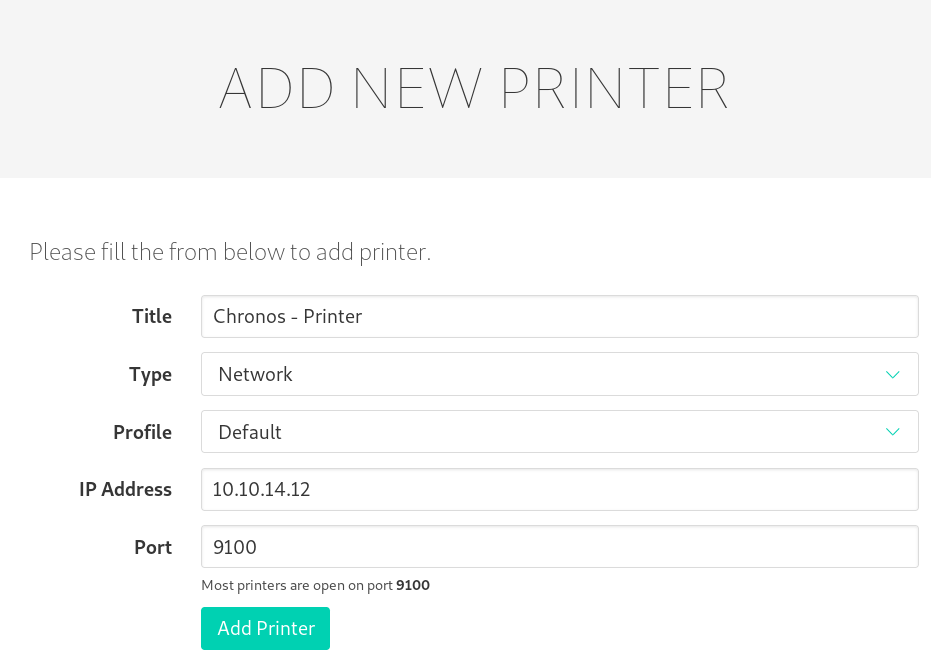 ADD NEW PRINTER
Please fill the from below to add printer.
Title Chronos - Printer
Type Network
Profile Default
IP Address 10.10.14.12
Port 9100
Most printers are open on port 9100
Add Printer